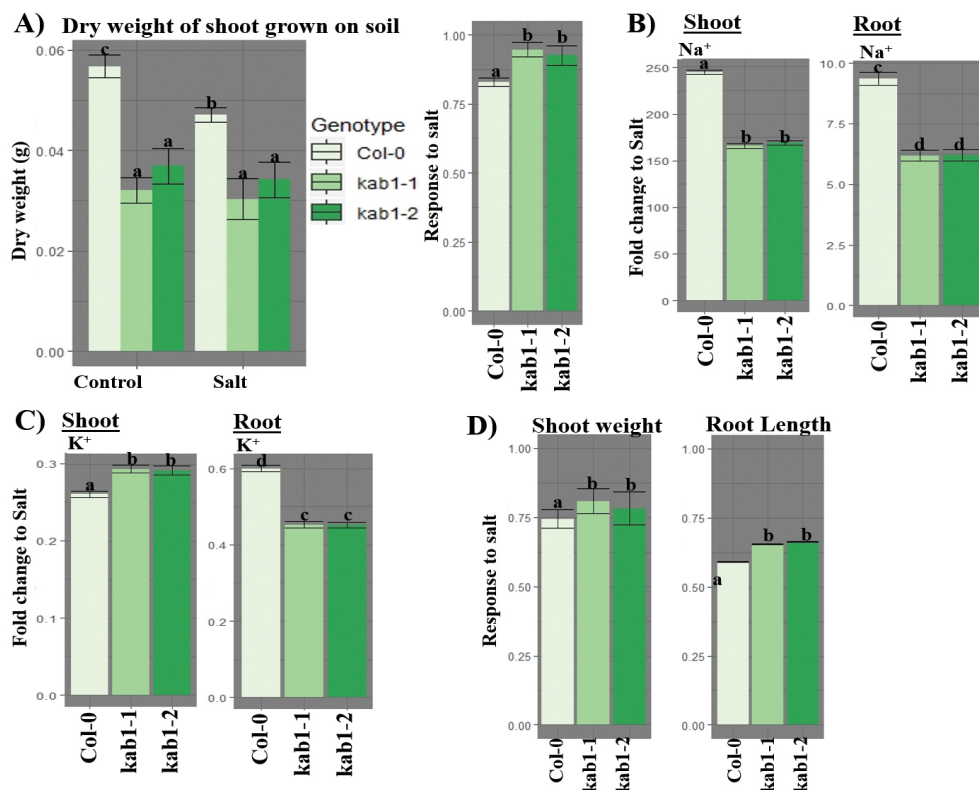 A) Dry weight of shoot grown on soil
Dry weight (g)
0.06
0.04
0.02
0.00
c
a
a
b
a
a
Control
Salt
Genotype
Col-0
kab1-1
kab1-2
Response to salt
1.00
0.75
0.50
0.25
0.00
a
b
b
Col-0
kab1-1
kab1-2
B)
Shoot
Na+
Fold change to Salt
250
200
150
100
50
0
a
b
b
Col-0
kab1-1
kab1-2
Root
Na+
10.0
7.5
5.0
2.5
0.0
c
d
d
Col-0
kab1-1
kab1-2
C)
Shoot
K+
Fold change to Salt
0.3
0.2
0.1
0.0
a
b
b
Col-0
kab1-1
kab1-2
Root
K+
0.6
0.4
0.2
0.0
d
c
c
Col-0
kab1-1
kab1-2
D)
Shoot weight
Response to salt
1.00
0.75
0.50
0.25
0.00
a
b
b
Col-0
kab1-1
kab1-2
Root Length
1.00
0.75
0.50
0.25
0.00
a
b
b
Col-0
kab1-1
kab1-2